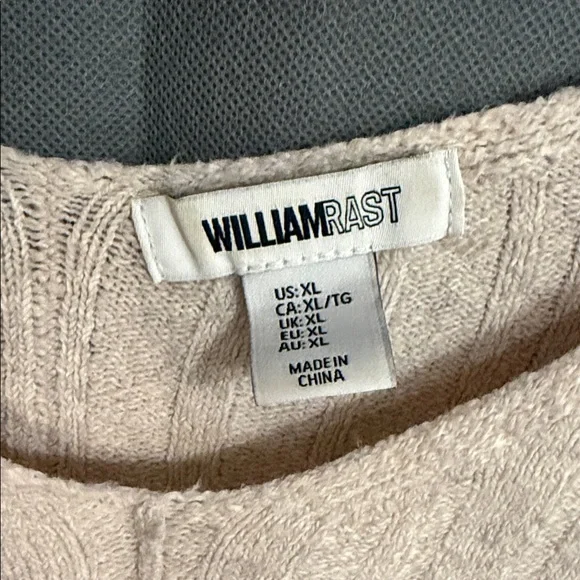 WILLIAMRAST
US: XL
CA: XL/TG
UK: XL
EU: XL
AU: XL
MADE IN
CHINA